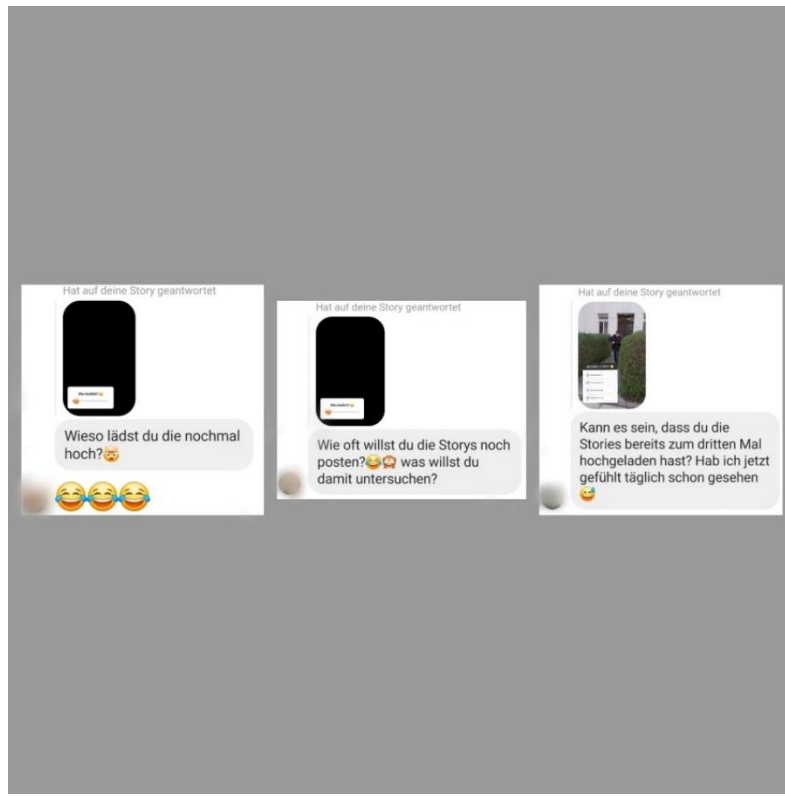 Hat auf deine Story geantwortet
Wieso lädst du die nochmal
hoch?🤯
😂😂😂
Hat auf deine Story geantwortet
Wie oft willst du die Storys noch
posten?😂🙊 was willst du
damit untersuchen?
Hat auf deine Story geantwortet
Kann es sein, dass du die
Stories bereits zum dritten Mal
hochgeladen hast? Hab ich jetzt
gefühlt täglich schon gesehen
😅